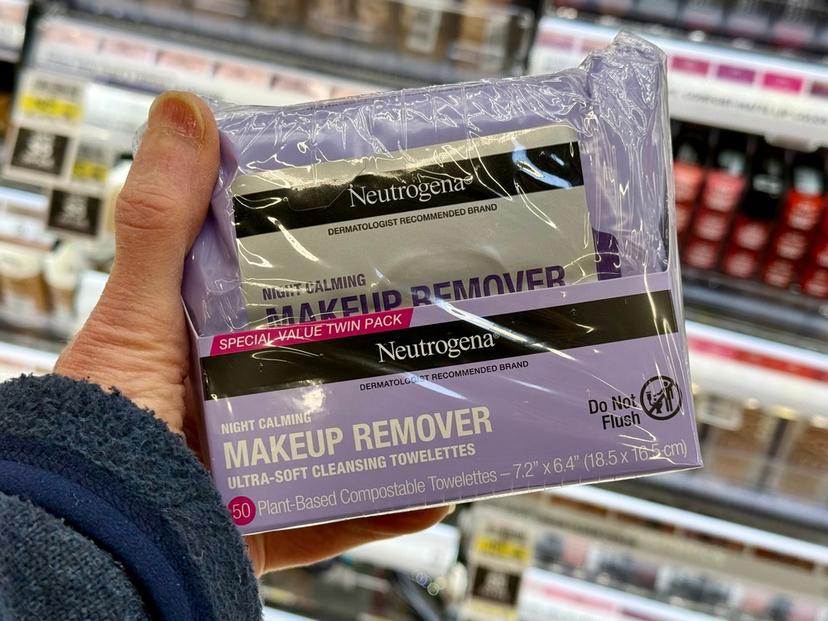 Neutrogena®
DERMATOLOGIST RECOMMENDED BRAND
NIGHT CALMING
MAKEUP REMOVER
SPECIAL VALUE TWIN PACK
Neutrogena®
DERMATOLOGIST RECOMMENDED BRAND
NIGHT CALMING
MAKEUP REMOVER
ULTRA-SOFT CLEANSING TOWELETTES
Do Not
Flush
50 Plant-Based Compostable Towelettes – 7.2" x 6.4" (18.5 x 16.5 cm)